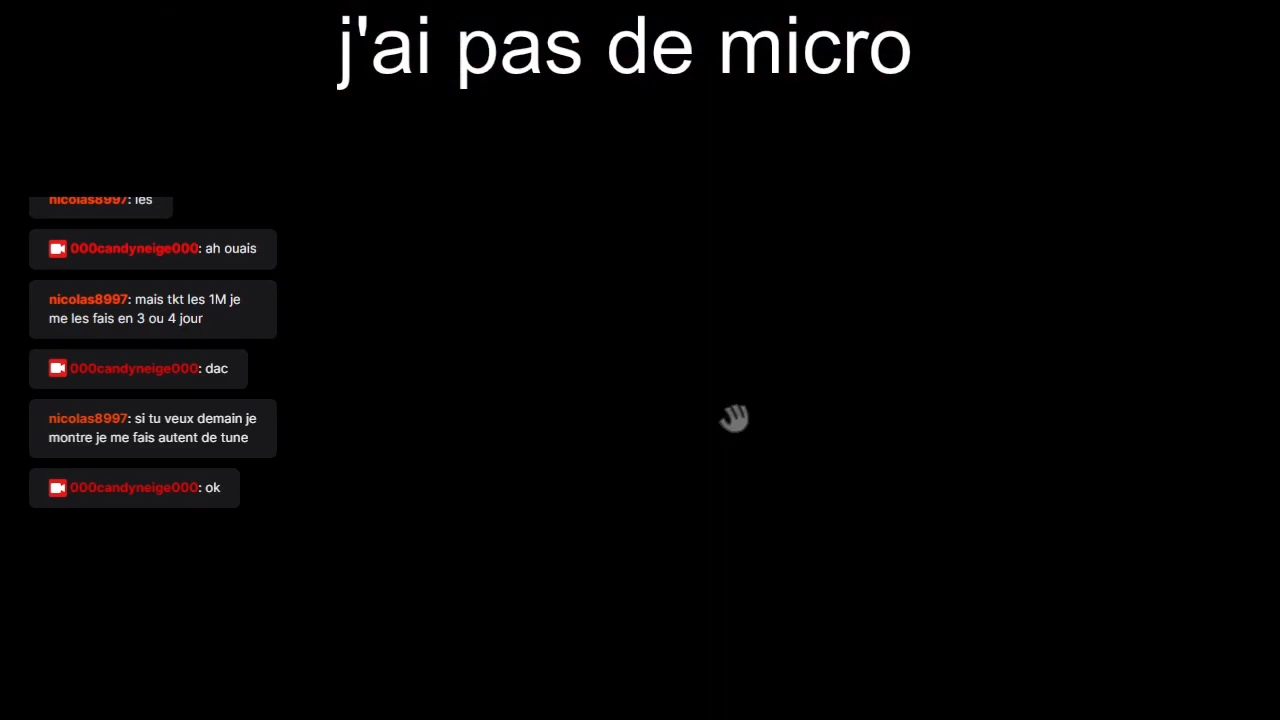 j'ai pas de micro
nicolas8997: les
000candyneige000: ah ouais
nicolas8997: mais tkt les 1M je
me les fais en 3 ou 4 jour
000candyneige000: dac
nicolas8997: si tu veux demain je
montre je me fais autent de tune
000candyneige000: ok